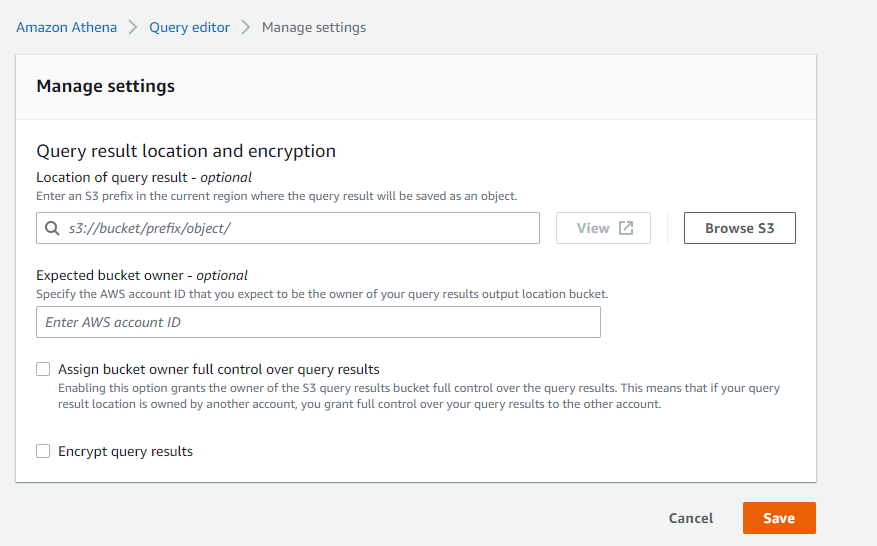 Amazon Athena > Query editor > Manage settings
Manage settings
Query result location and encryption
Location of query result - optional
Enter an S3 prefix in the current region where the query result will be saved as an object.
s3://bucket/prefix/object/ View Browse S3
Expected bucket owner - optional
Specify the AWS account ID that you expect to be the owner of your query results output location bucket.
Enter AWS account ID
Assign bucket owner full control over query results
Enabling this option grants the owner of the S3 query results bucket full control over the query results. This means that if your query
result location is owned by another account, you grant full control over your query results to the other account.
Encrypt query results
Cancel Save